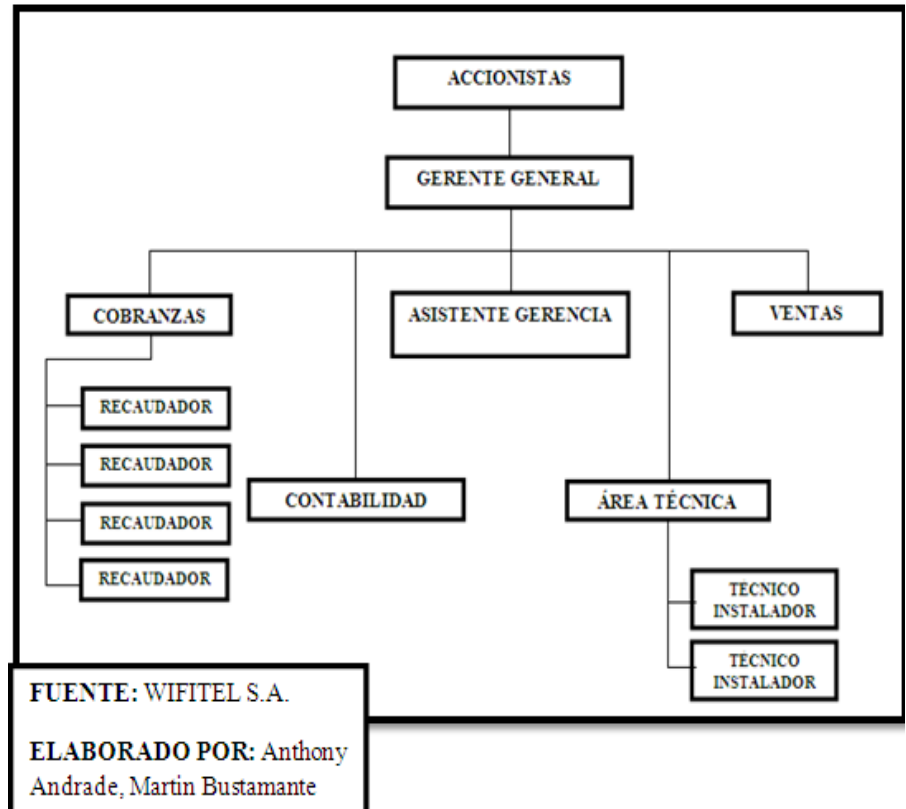 ACCIONISTAS
GERENTE GENERAL
COBRANZAS
ASISTENTE GERENCIA
VENTAS
RECAUDADOR
RECAUDADOR
RECAUDADOR
RECAUDADOR
CONTABILIDAD
ÁREA TÉCNICA
TECNICO
INSTALADOR
TÉCNICO
INSTALADOR
FUENTE: WIFITEL S.A.
ELABORADO POR: Anthony
Andrade, Martin Bustamante